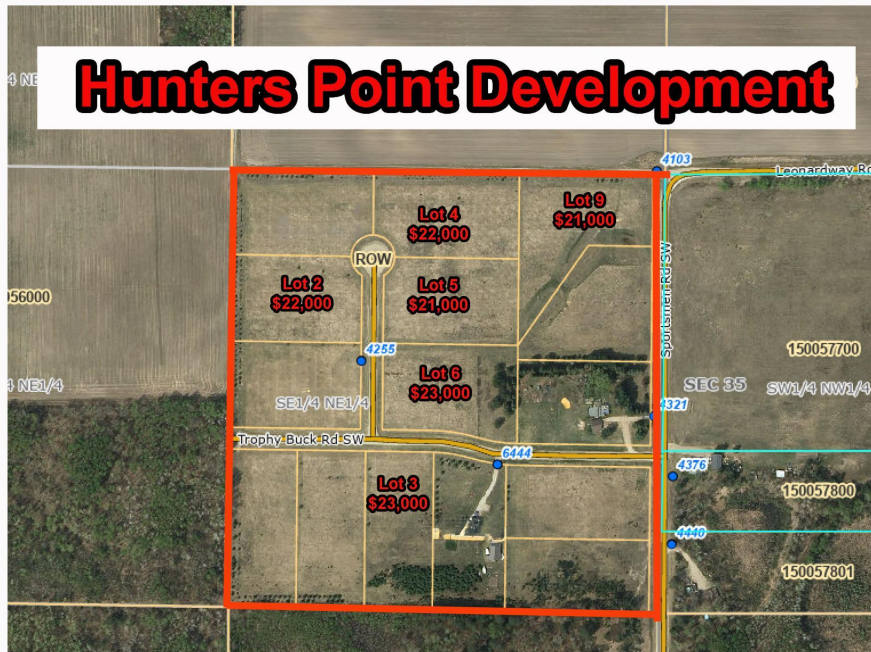 Hunters Point Development
4 NE
4103
Leonardway Rd
Lot 9
$21,000
Lot 4
$22,000
ROW
Lot 2
$22,000
Lot 5
$21,000
Sportsmen Rd SW
056000
4255
150057700
Lot 6
$23,000
4 NE1/4
SE1/4 NE1/4
SEC 35
SW1/4 NW1/4
4321
Trophy Buck Rd SW
6444
4376
Lot 3
$23,000
150057800
4440
150057801